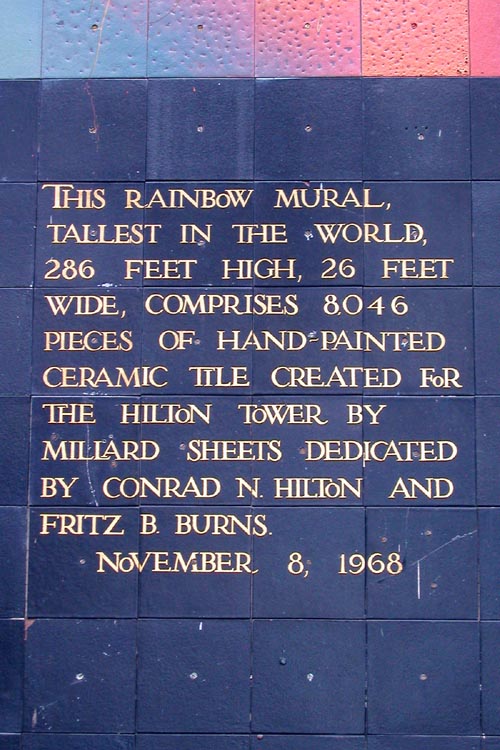 THIS RAINBOW MURAL,
TALLEST IN THE WORLD,
286 FEET HIGH, 26 FEET
WIDE, COMPRISES 8,046
PIECES OF HAND-PAINTED
CERAMIC TILE CREATED FOR
THE HILTON TOWER BY
MILLARD SHEETS DEDICATED
BY CONRAD N. HILTON AND
FRITZ B. BURNS.
NOVEMBER 8, 1968